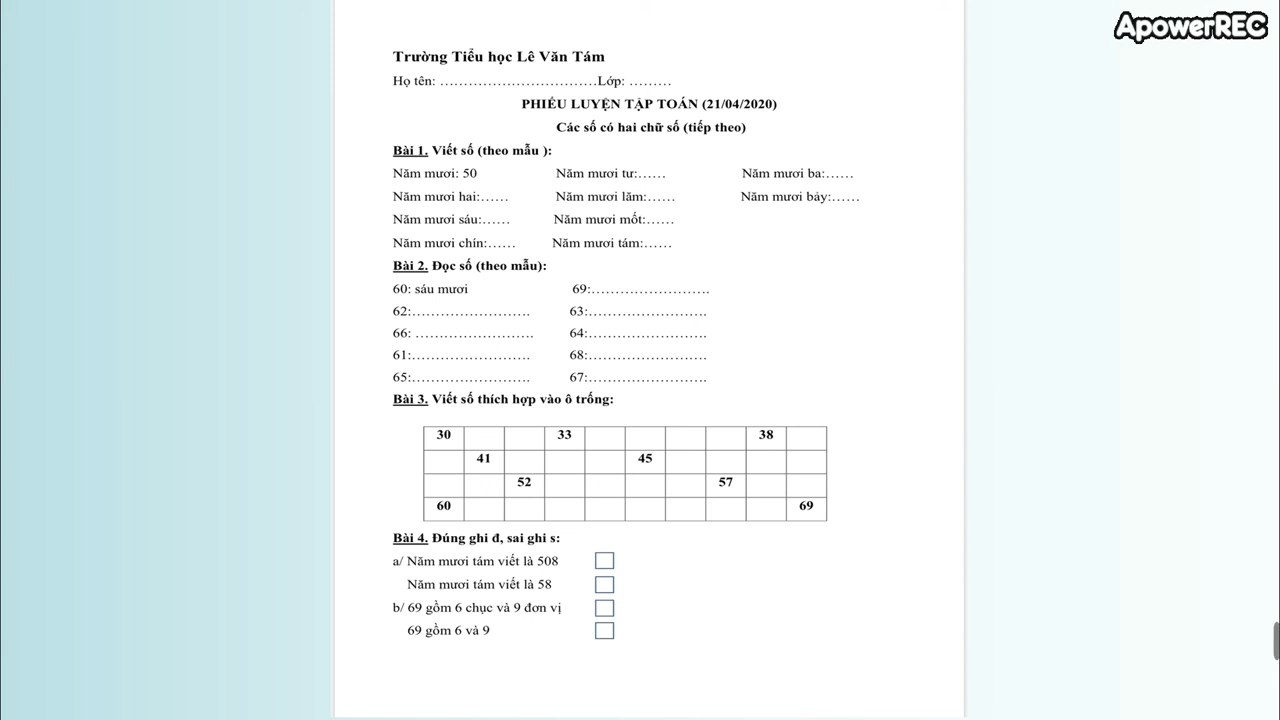 ApowerREC
Trường Tiểu học Lê Văn Tám
Họ tên: ……………………………Lớp: ………
PHIẾU LUYỆN TẬP TOÁN (21/04/2020)
Các số có hai chữ số (tiếp theo)
Bài 1. Viết số (theo mẫu ):
Năm mươi: 50 Năm mươi tư:…… Năm mươi ba:……
Năm mươi hai:…… Năm mươi lăm:…… Năm mươi bảy:……
Năm mươi sáu:…… Năm mươi mốt:……
Năm mươi chín:…… Năm mươi tám:……
Bài 2. Đọc số (theo mẫu):
60: sáu mươi 69:…………………….
62:……………………. 63:…………………….
66: ……………………. 64:…………………….
61:……………………. 68:…………………….
65:……………………. 67:…………………….
Bài 3. Viết số thích hợp vào ô trống:
30 33 38
41 45
52 57
60 69
Bài 4. Đúng ghi đ, sai ghi s:
a/ Năm mươi tám viết là 508
Năm mươi tám viết là 58
b/ 69 gồm 6 chục và 9 đơn vị
69 gồm 6 và 9